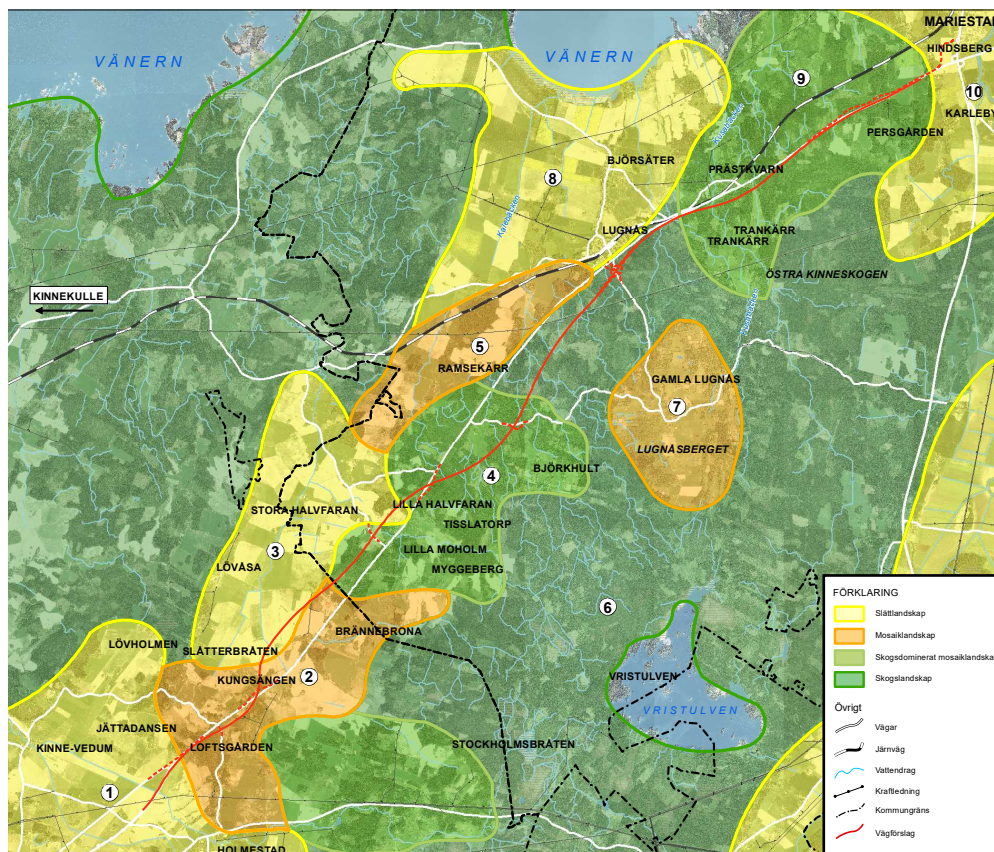 MARIESTAD
VÄNERN
VÄNERN
HINDSBERG
9
10
KARLEBY
PERSGÅRDEN
BJÖRSÄTER
PRÄSTKVARN
8
LUGNÅS
TRANKÄRR
TRANKÄRR
ÖSTRA KINNESKOGEN
KINNEKULLE
5
RAMSEKÄRR
GAMLA LUGNÅS
7
LUGNÅSBERGET
BJÖRKHULT
4
LILLA HALVFARAN
STORA HALVFARAN
TISSLATORP
3
LILLA MOHOLM
LÖVÅSA
MYGGEBERG
6
BRÄNNEBRONA
LÖVHOLMEN
SLÄTTERBRÅTEN
KUNGSÄNGEN
2
VRISTULVEN
VRISTULVEN
JÄTTADANSEN
KINNE-VEDUM
LOFTSGÅRDEN
STOCKHOLMSBRÅTEN
1
HOLMESTAD
FÖRKLARING
Slättlandskap
Mosaiklandskap
Skogsdominerat mosaiklandska
Skogslandskap
Övrigt
Vägar
Järnväg
Vattendrag
Kraftledning
Kommungräns
Vägförslag